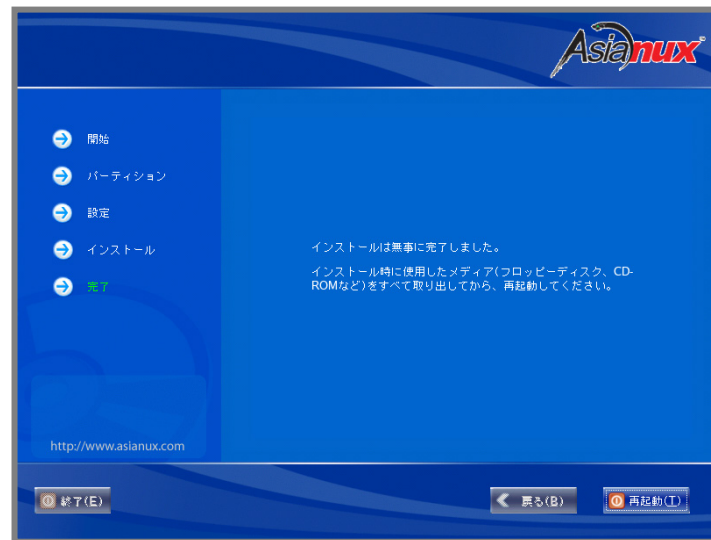 Asianux
開始
パーティション
設定
インストール
完了
インストールは無事に完了しました。
インストール時に使用したメディア(フロッピーディスク、CD-
ROMなど)をすべて取り出してから、再起動してください。
http://www.asianux.com
終了(E)
戻る(B)
再起動(T)